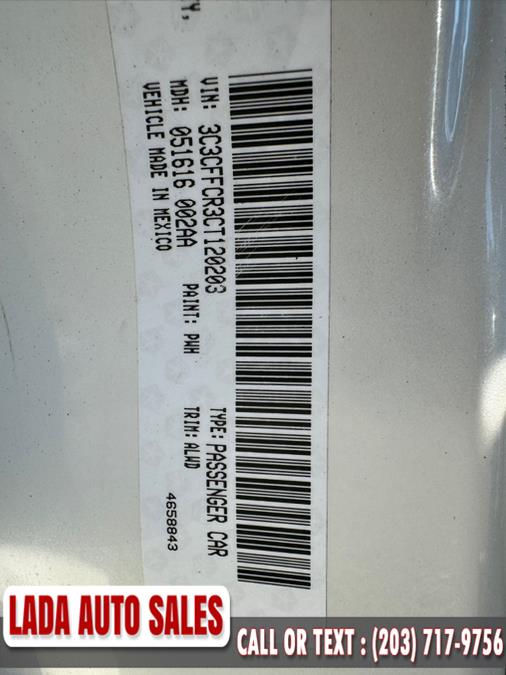 Y,
VIN: 3C3CFFCR3CT120203 TYPE: PASSENGER CAR
MDH: 051616 002AA PAINT: PWH TRIM: ALWD
VEHICLE MADE IN MEXICO 4658843
LADA AUTO SALES
CALL OR TEXT : (203) 717-9756